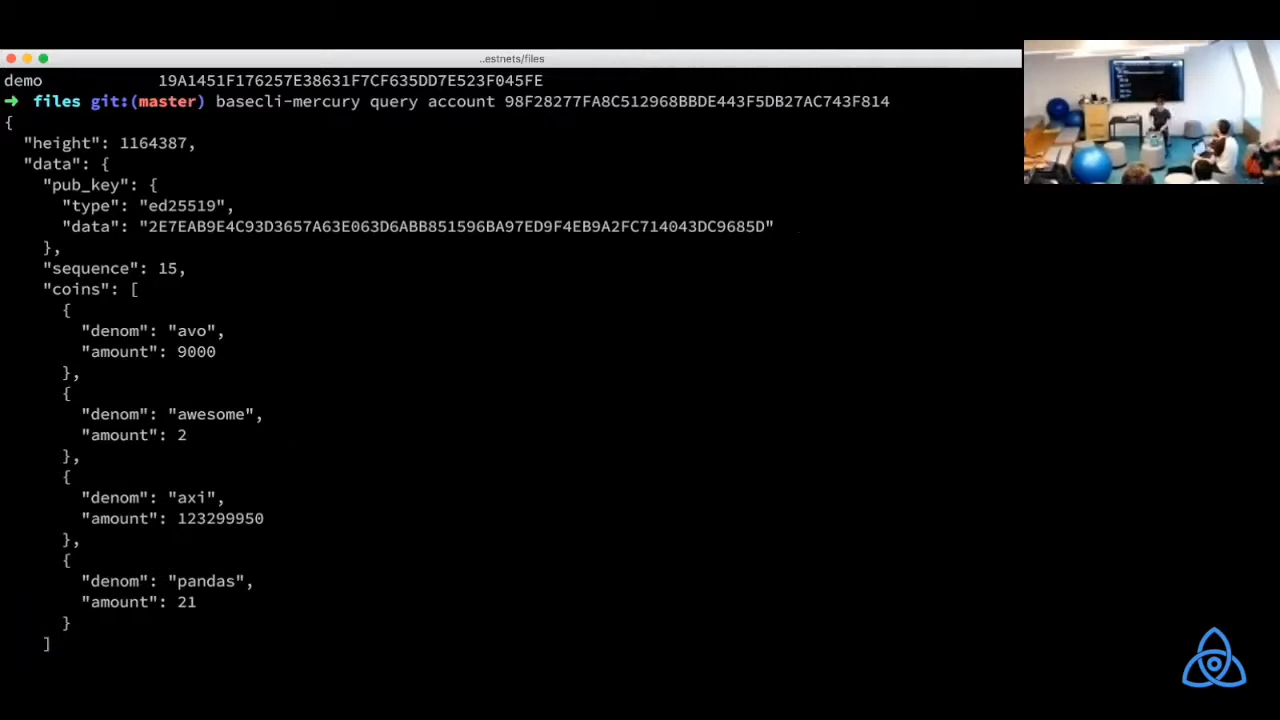 ..estnets/files
demo 19A1451F176257E38631F7CF635DD7E523F045FE
➜ files git:(master) basecli-mercury query account 98F28277FA8C512968BBDE443F5DB27AC743F814
{
"height": 1164387,
"data": {
"pub_key": {
"type": "ed25519",
"data": "2E7EAB9E4C93D3657A63E063D6ABB851596BA97ED9F4EB9A2FC714043DC9685D"
},
"sequence": 15,
"coins": [
{
"denom": "avo",
"amount": 9000
},
{
"denom": "awesome",
"amount": 2
},
{
"denom": "axi",
"amount": 123299950
},
{
"denom": "pandas",
"amount": 21
}
]